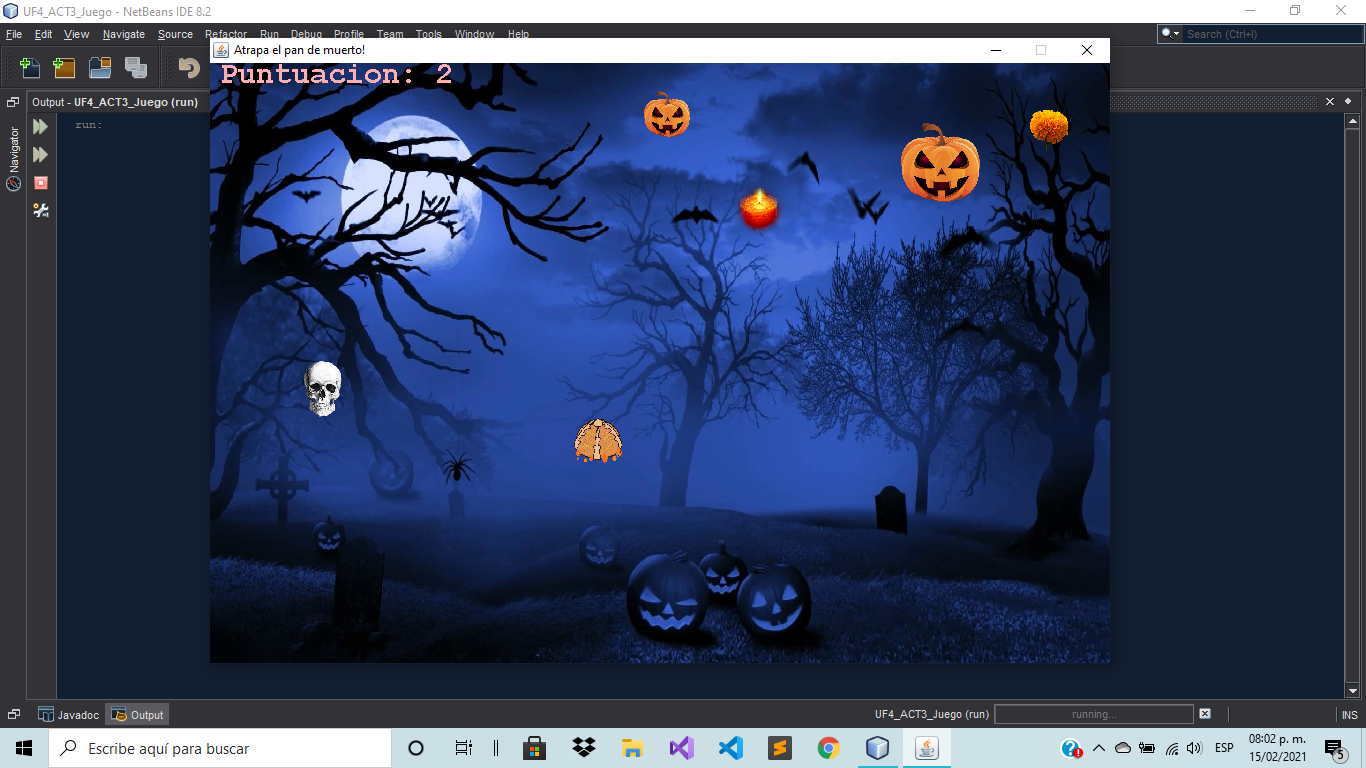 UF4_ACT3_Juego - NetBeans IDE 8.2
File Edit View Navigate Source Refactor Run Debug Profile Team Tools Window Help
Search (Ctrl+I)
Atrapa el pan de muerto!
Puntuacion: 2
Output - UF4_ACT3_Juego (run)
run:
Navigator
Javadoc Output
UF4_ACT3_Juego (run) running... INS
Escribe aquí para buscar
ESP
08:02 p. m.
15/02/2021
5